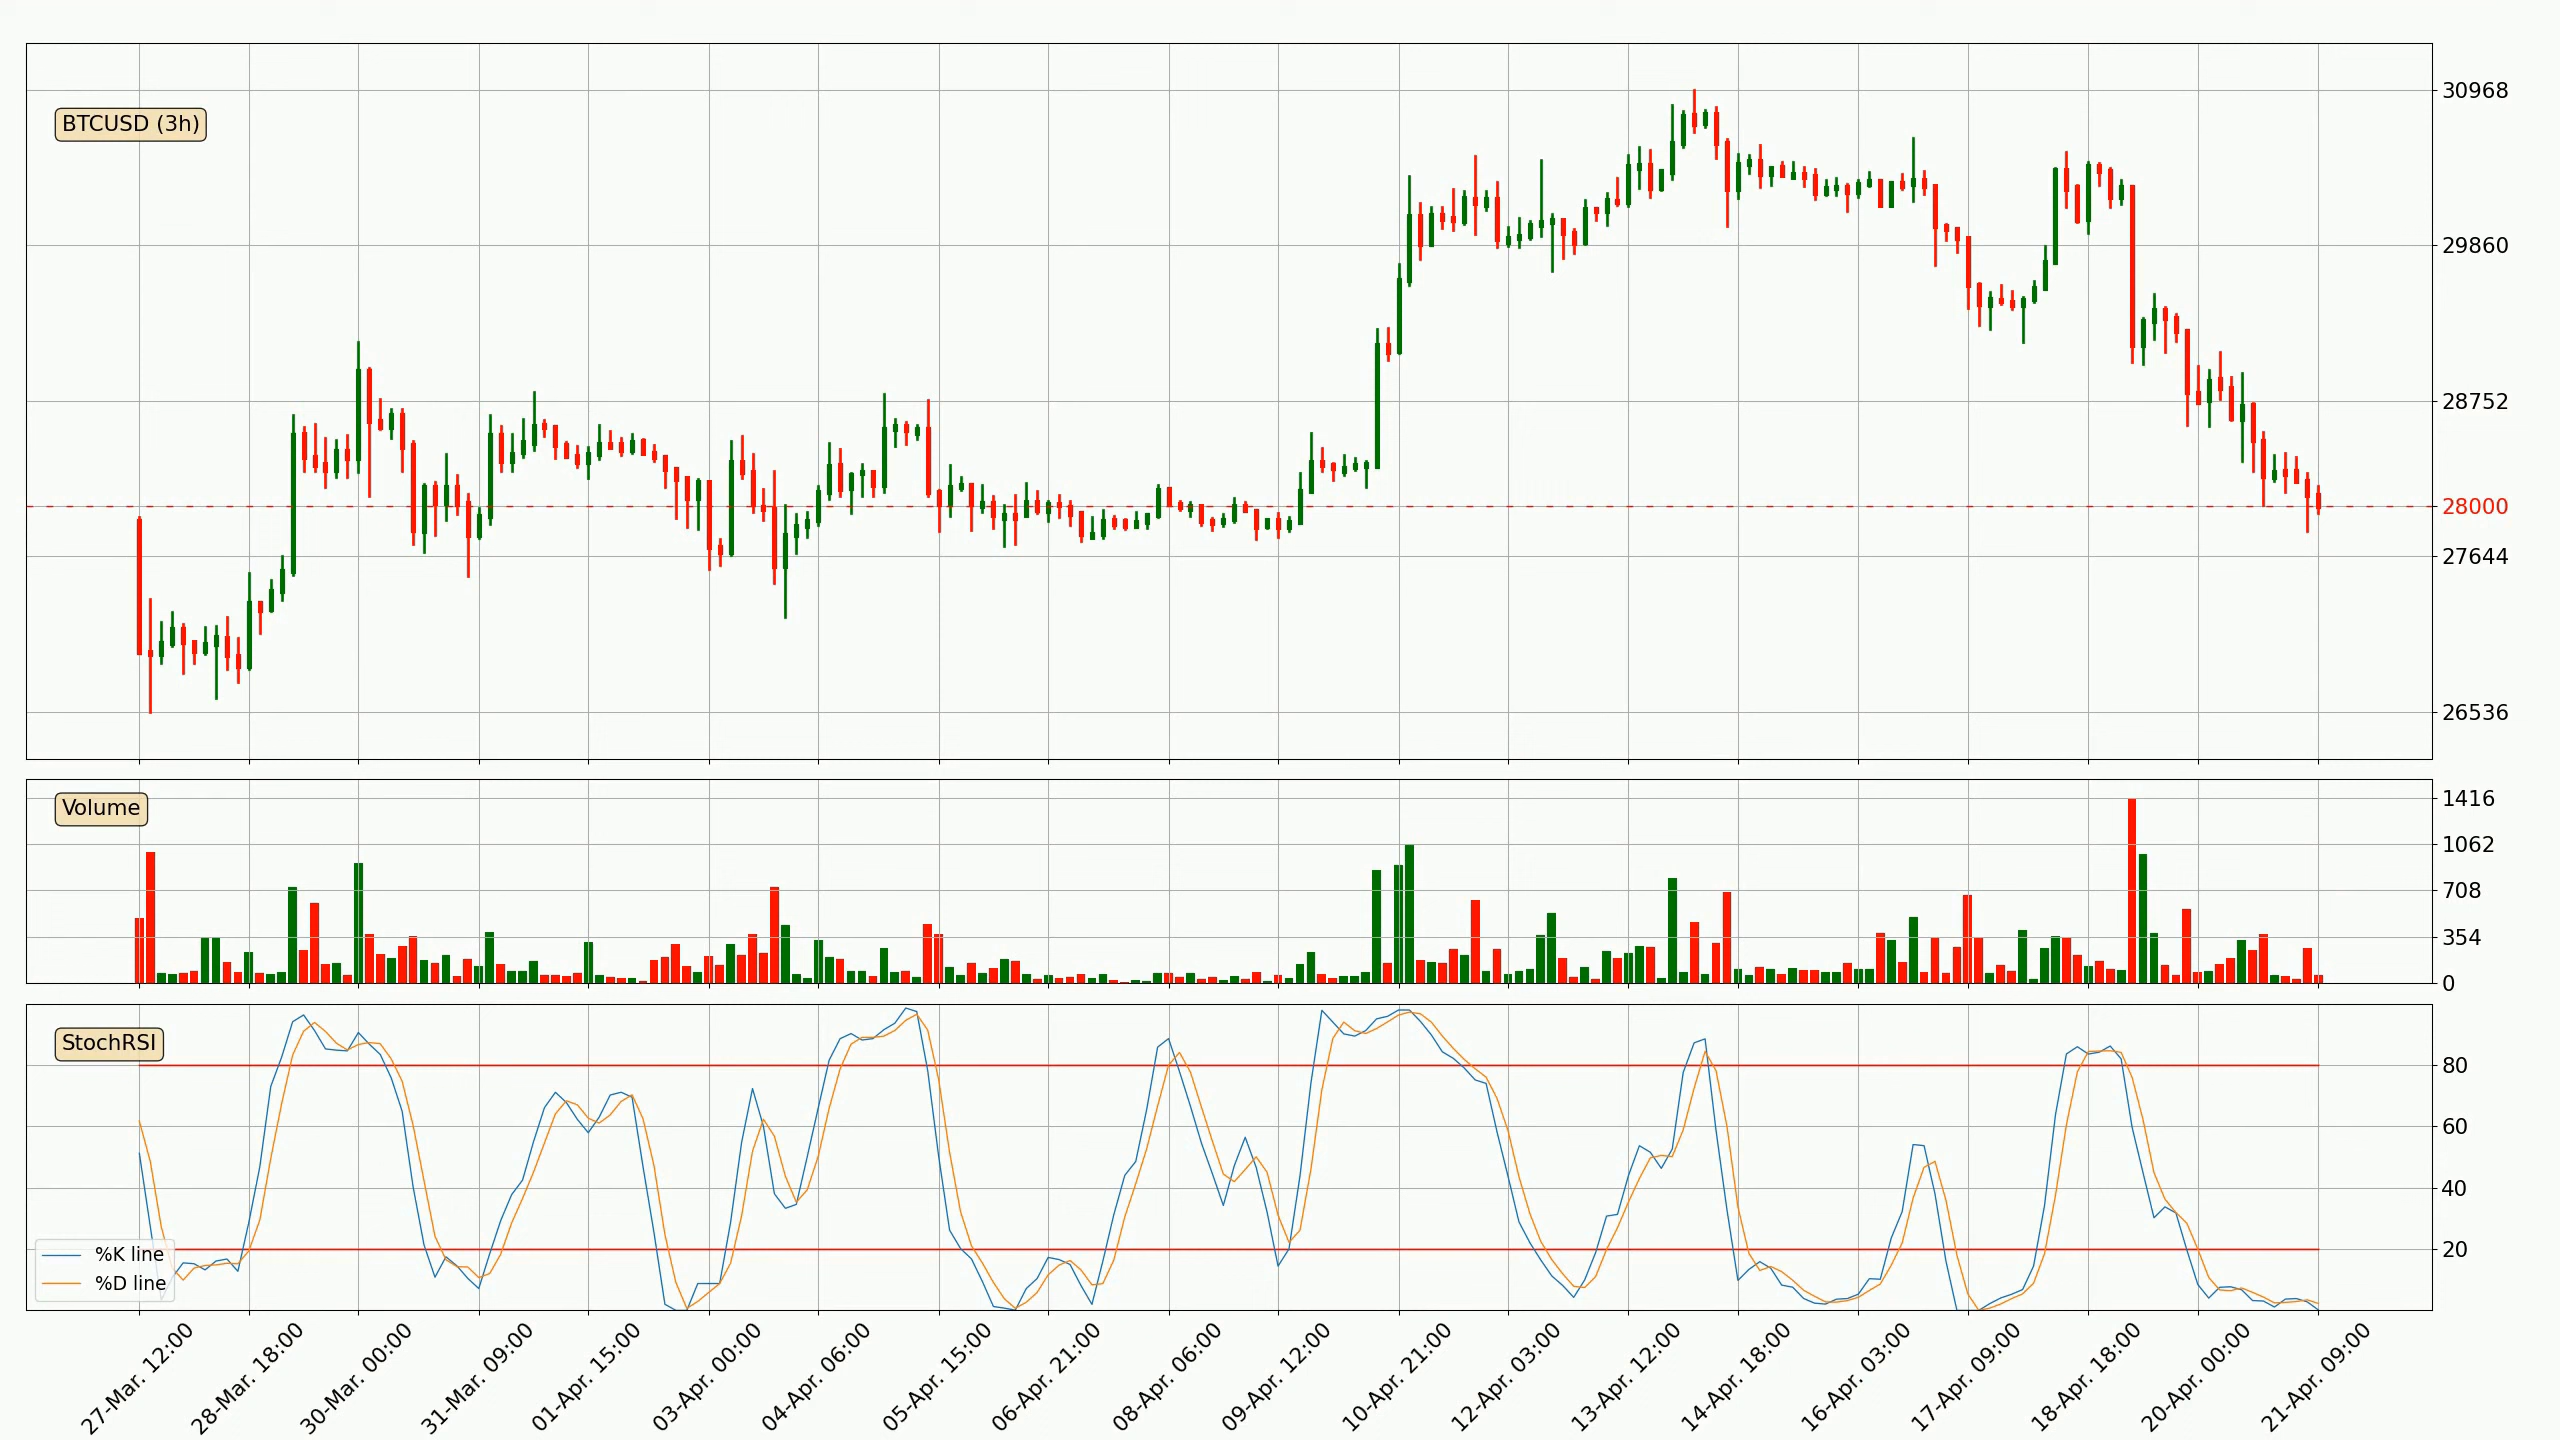 BTCUSD (3h)
30968
29860
28752
28000
27644
26536
Volume
1416
1062
708
354
0
StochRSI
80
60
40
20
%K line
%D line
27-Mar. 12:00
28-Mar. 18:00
30-Mar. 00:00
31-Mar. 09:00
01-Apr. 15:00
03-Apr. 00:00
04-Apr. 06:00
05-Apr. 15:00
06-Apr. 21:00
08-Apr. 06:00
09-Apr. 12:00
10-Apr. 21:00
12-Apr. 03:00
13-Apr. 12:00
14-Apr. 18:00
16-Apr. 03:00
17-Apr. 09:00
18-Apr. 18:00
20-Apr. 00:00
21-Apr. 09:00